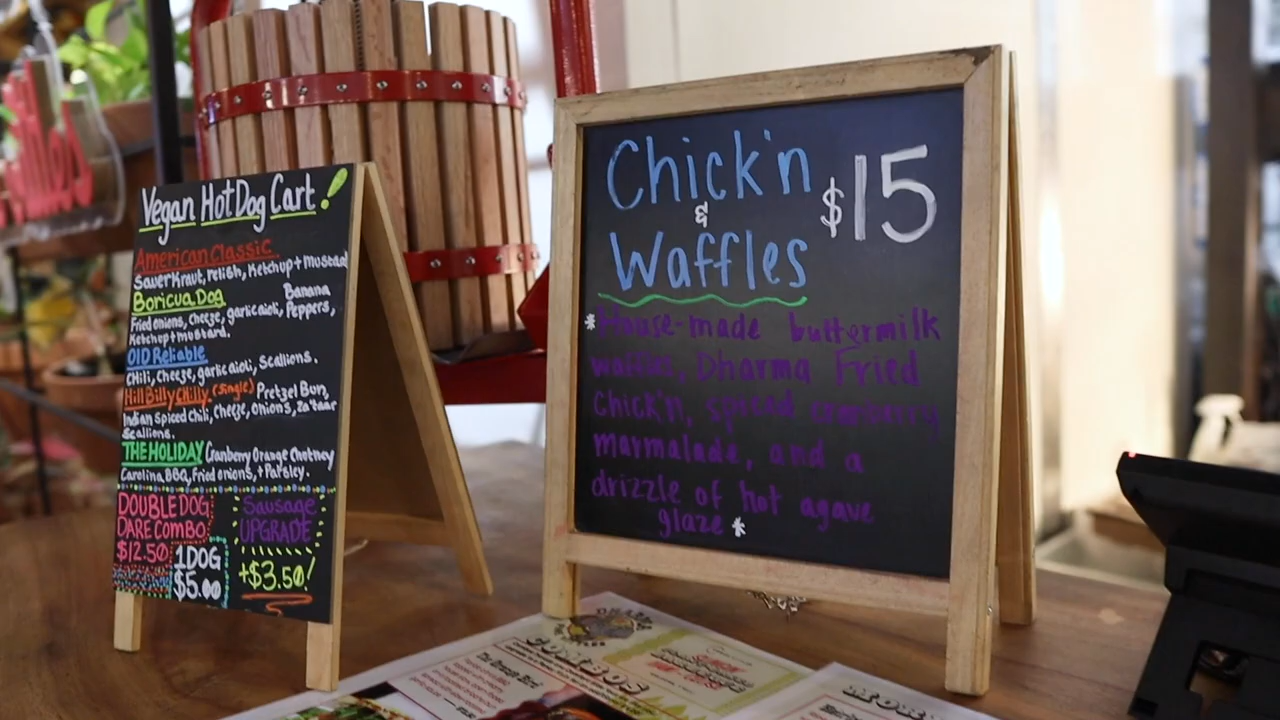 Vegan HotDog Cart!
American Classic
Sauerkraut, relish, Ketchup + Mustard
Boricua Dog Banana
Fried onions, cheese, garlic aioli, Peppers,
Ketchup + mustard.
Old Reliable
Chili, cheese, garlic aioli, Scallions.
HillBilly Chilly (single) Pretzel Bun,
Indian spiced Chili, cheese, Onions, Zataar
Scallions.
THE HOLIDAY Cranberry Orange Chutney
Carolina BBQ, Fried onions, + Parsley.
DOUBLE DOG
DARE COMBO
$12.50
1 DOG
$5.00
Sausage
UPGRADE
+$3.50!
Chick'n
&
Waffles
$15
*House-made buttermilk
waffles, Dharma Fried
Chick'n, spiced cranberry
marmalade, and a
drizzle of hot agave
glaze*
COMBOS